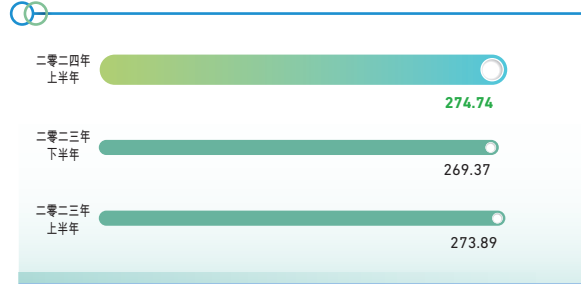 二零二四年
上半年
274.74
二零二三年
下半年
269.37
二零二三年
上半年
273.89